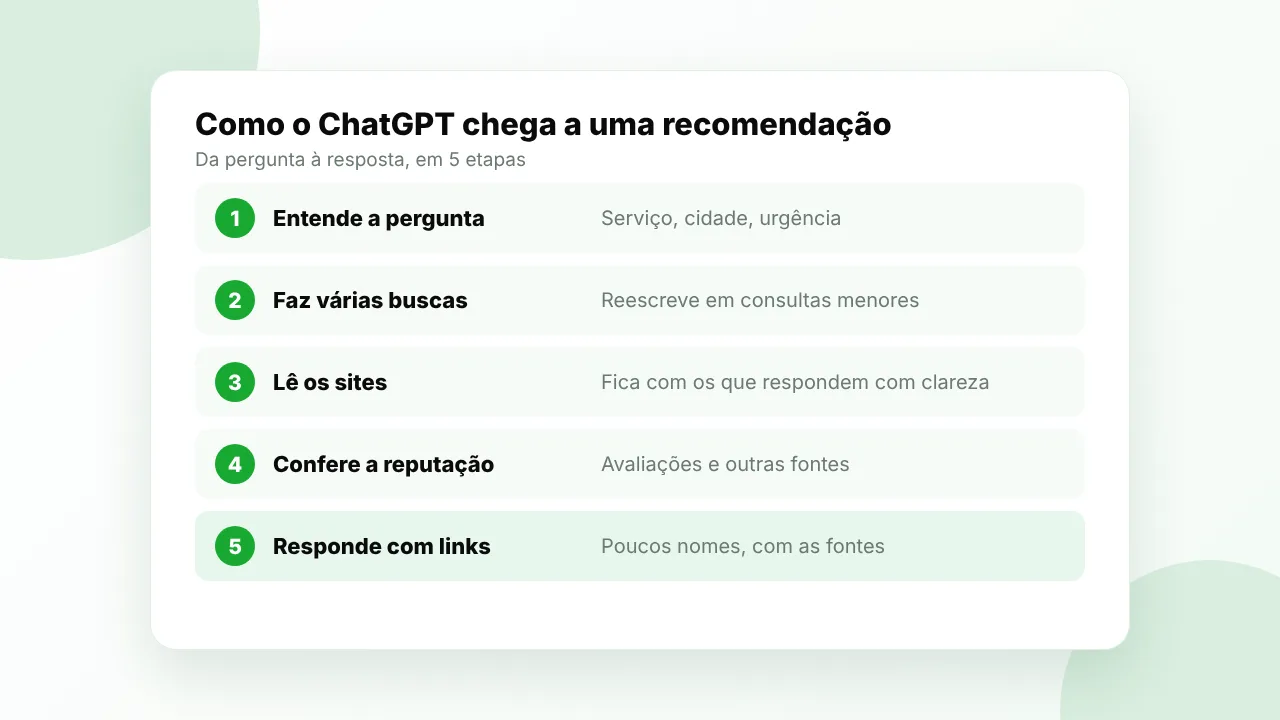 Como o ChatGPT chega a uma recomendação
Da pergunta à resposta, em 5 etapas
1 Entende a pergunta Serviço, cidade, urgência
2 Faz várias buscas Reescreve em consultas menores
3 Lê os sites Fica com os que respondem com clareza
4 Confere a reputação Avaliações e outras fontes
5 Responde com links Poucos nomes, com as fontes